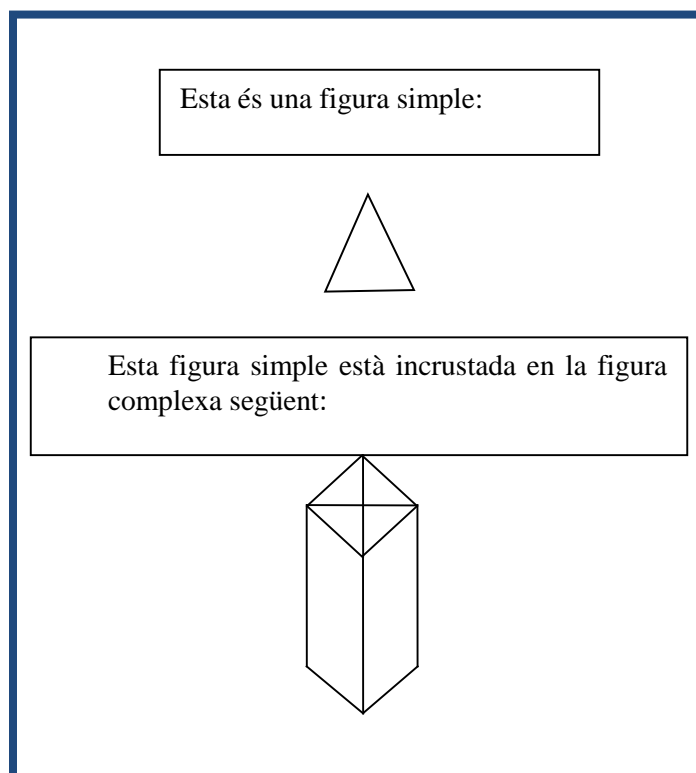 Esta és una figura simple:
Esta figura simple està incrustada en la figura
complexa següent: